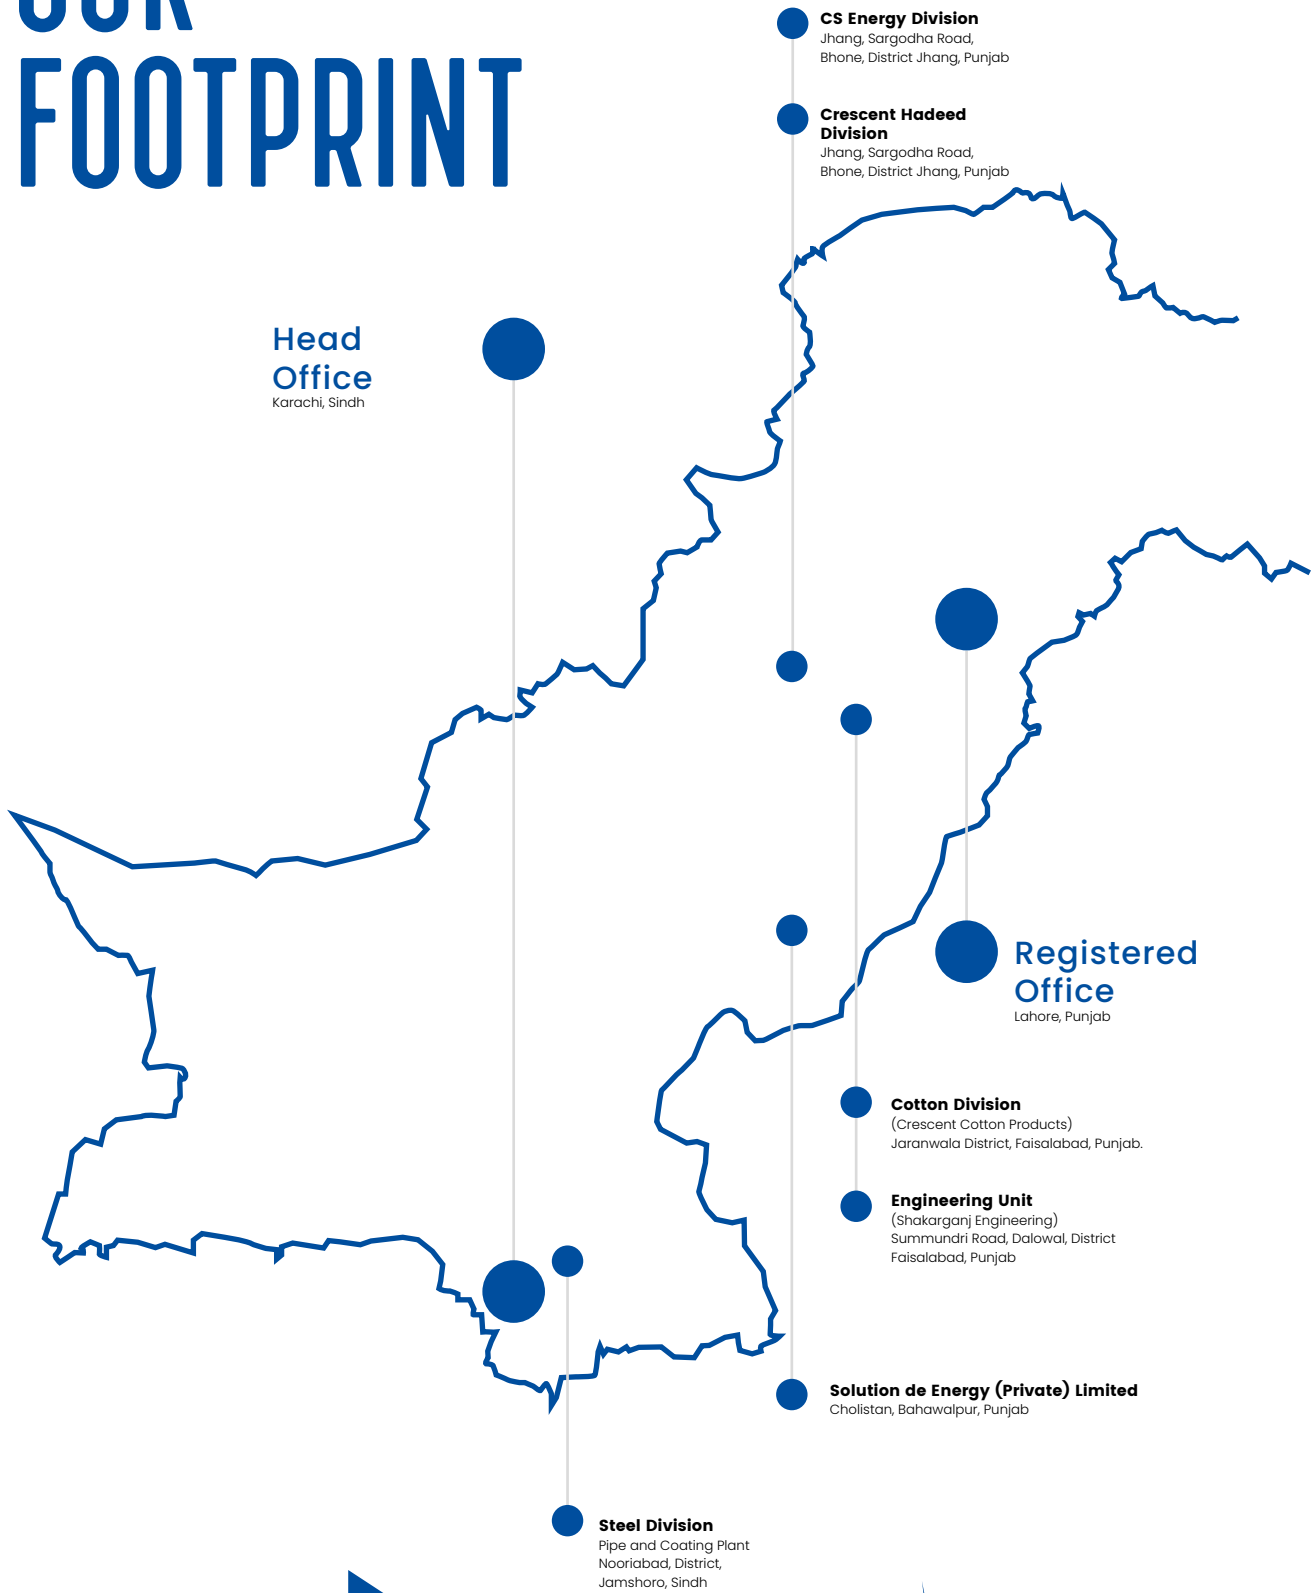 OUR
FOOTPRINT
CS Energy Division
Jhang, Sargodha Road,
Bhone, District Jhang, Punjab
Crescent Hadeed
Division
Jhang, Sargodha Road,
Bhone, District Jhang, Punjab
Head
Office
Karachi, Sindh
Registered
Office
Lahore, Punjab
Cotton Division
(Crescent Cotton Products)
Jaranwala District, Faisalabad, Punjab.
Engineering Unit
(Shakarganj Engineering)
Summundri Road, Dalowal, District
Faisalabad, Punjab
Solution de Energy (Private) Limited
Cholistan, Bahawalpur, Punjab
Steel Division
Pipe and Coating Plant
Nooriabad, District,
Jamshoro, Sindh